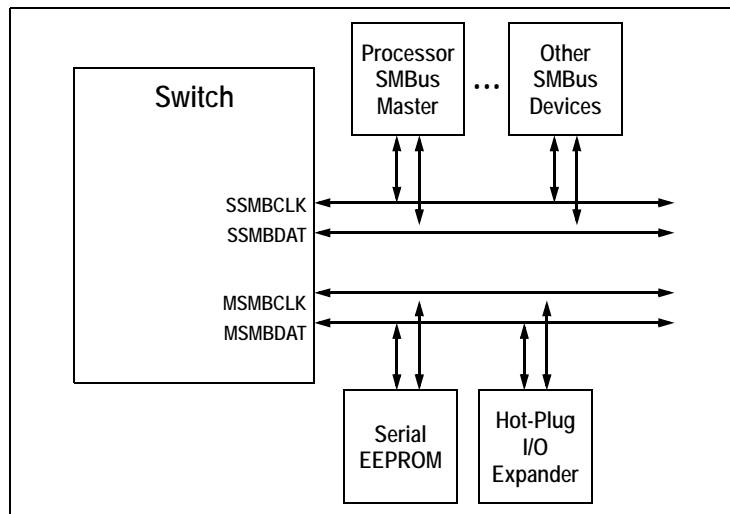 Processor
SMBus
Master
...
Other
SMBus
Devices
Switch
SSMBCLK
SSMBDAT
MSMBCLK
MSMBDAT
Serial
EEPROM
Hot-Plug
I/O
Expander